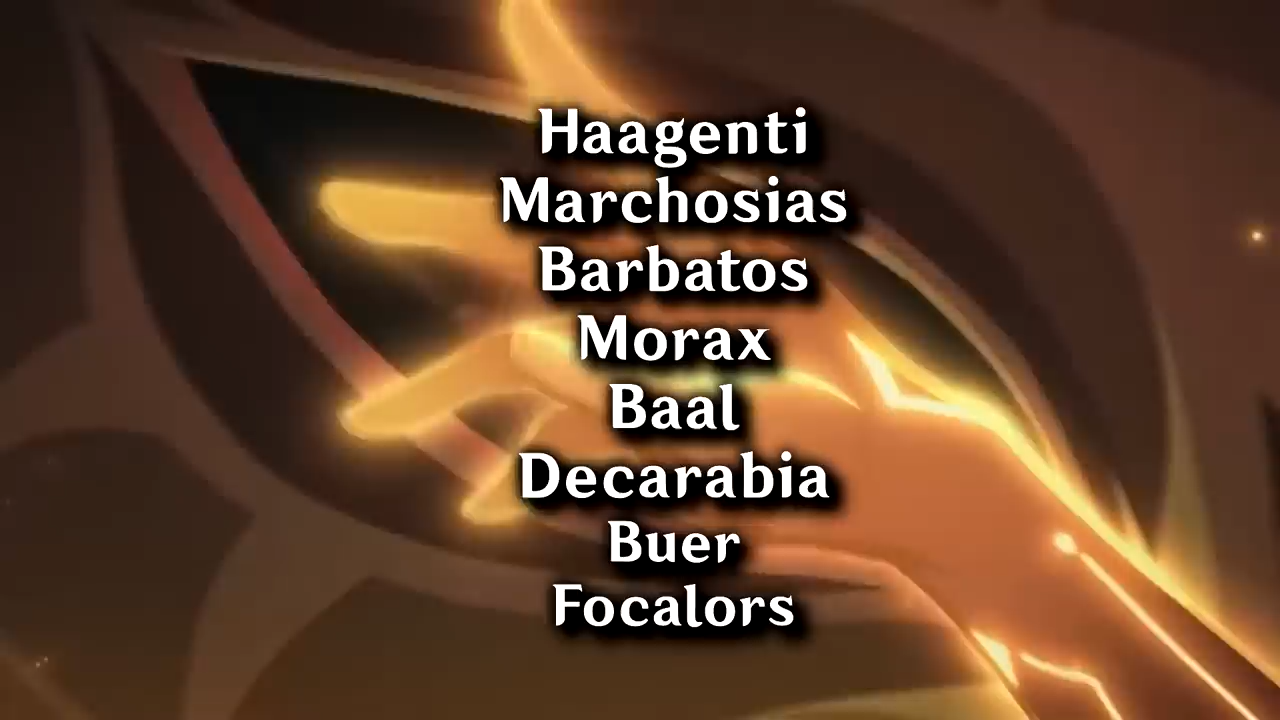 Haagenti
Marchosias
Barbatos
Morax
Baal
Decarabia
Buer
Focalors